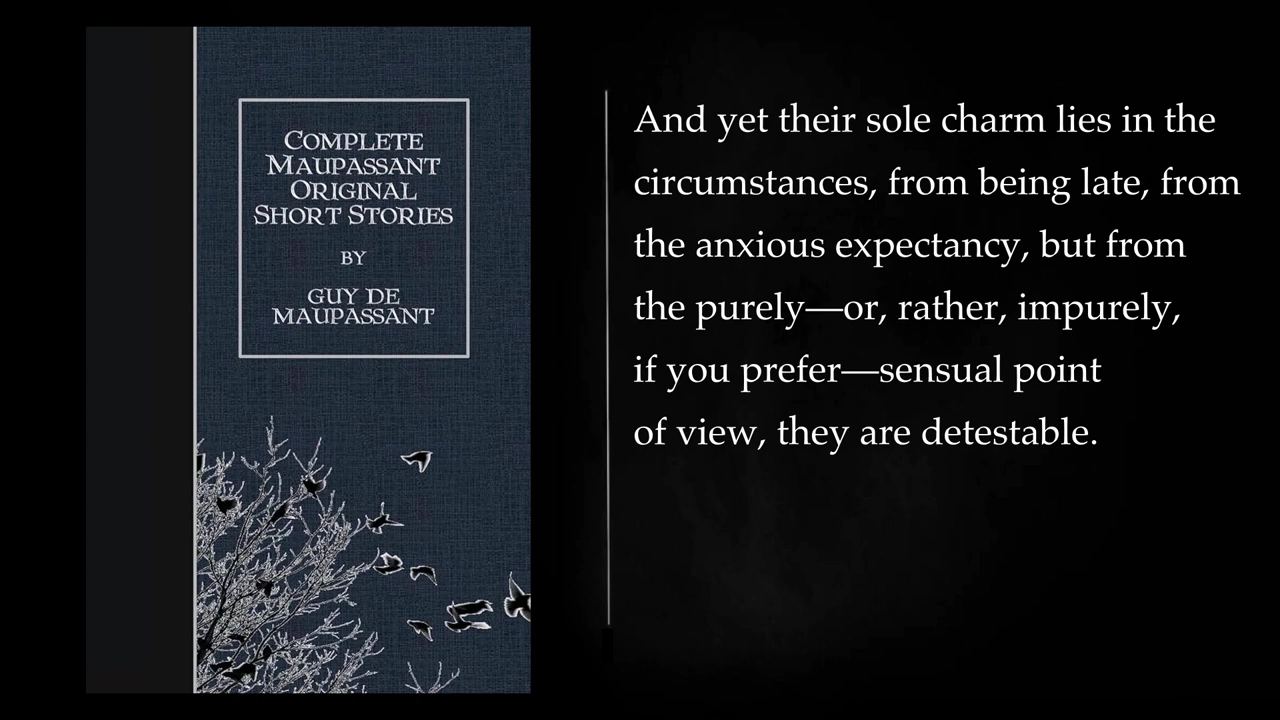 COMPLETE
MAUPASSANT
ORIGINAL
SHORT STORIES
BY
GUY DE
MAUPASSANT
And yet their sole charm lies in the
circumstances, from being late, from
the anxious expectancy, but from
the purely—or, rather, impurely,
if you prefer—sensual point
of view, they are detestable.